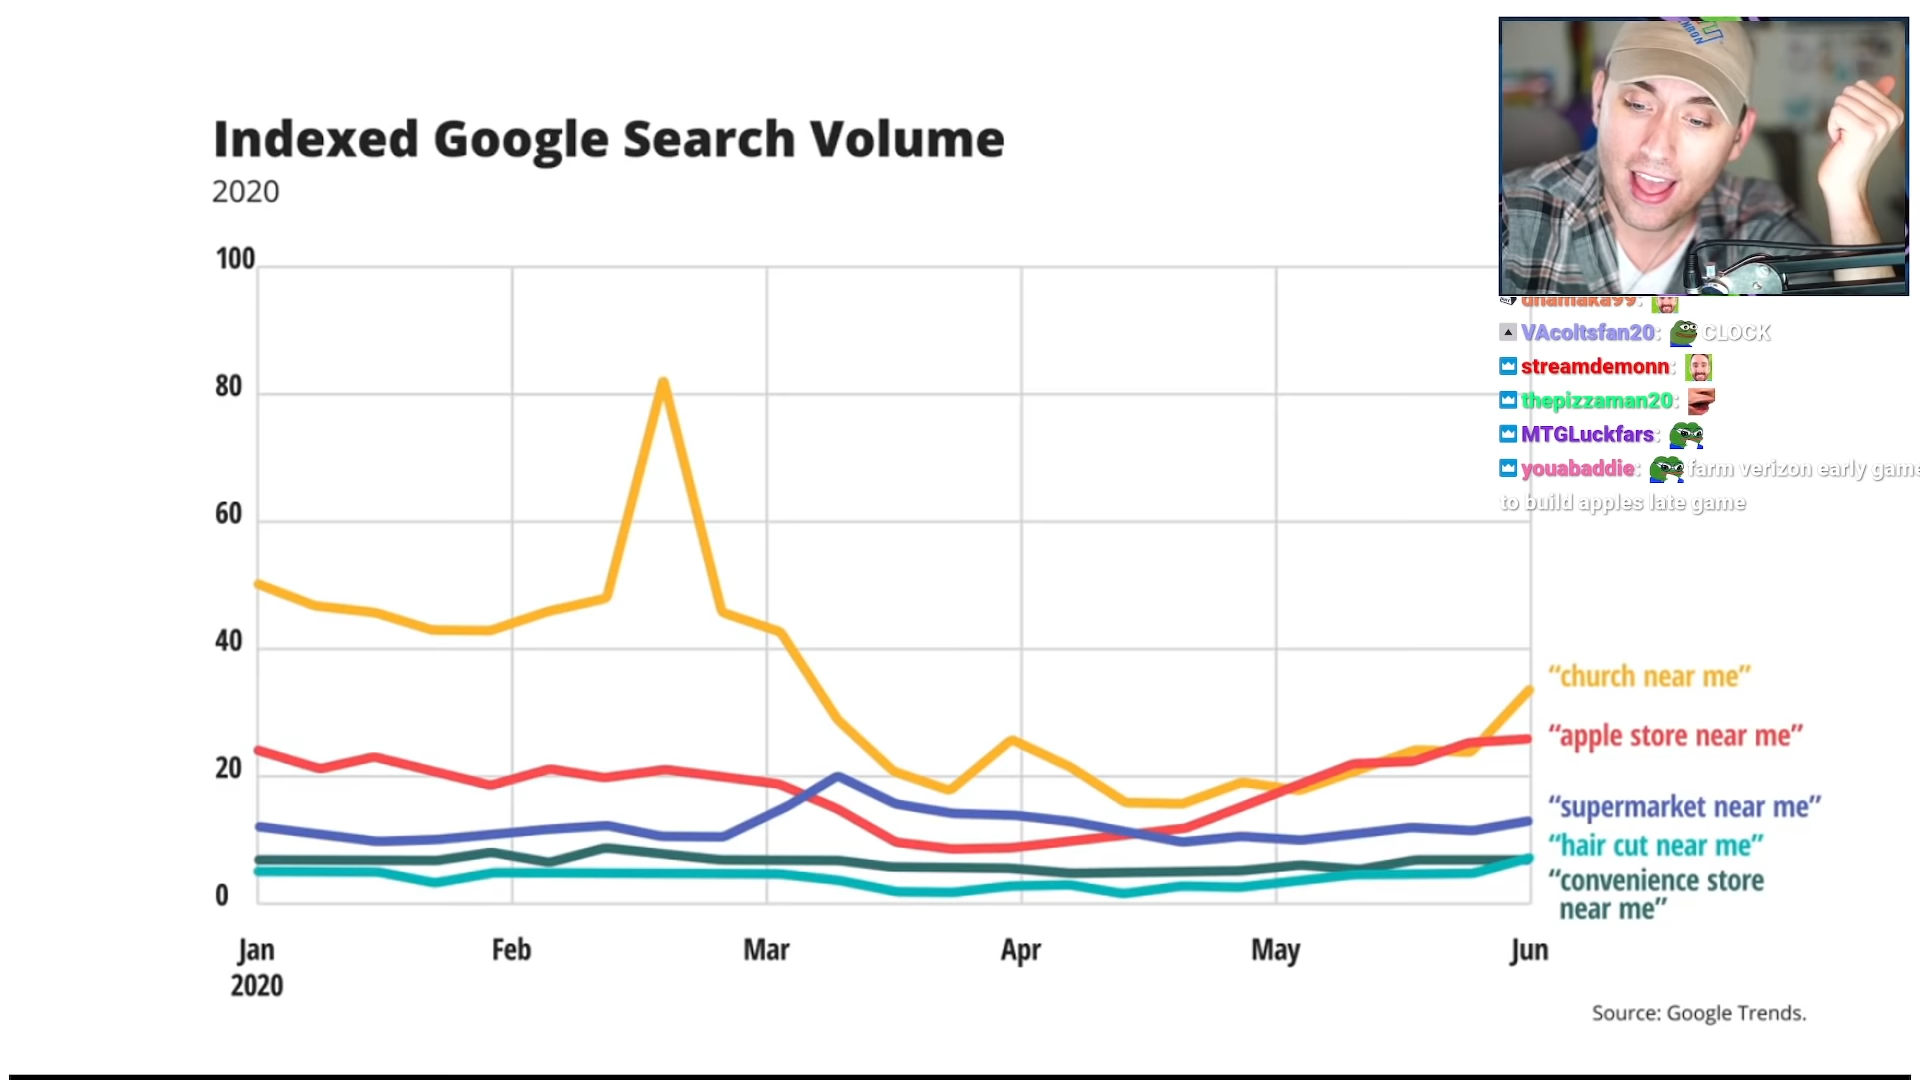 Indexed Google Search Volume
2020
100
80
60
40
20
0
Jan
2020
Feb
Mar
Apr
May
Jun
“church near me”
“apple store near me”
“supermarket near me”
“hair cut near me”
“convenience store
near me”
Source: Google Trends.
dhamaka99:
VAcoltsfan20: CLOCK
streamdemonn:
thepizzaman20:
MTGLuckfars:
youabaddie: farm verizon early game
to build apples late game